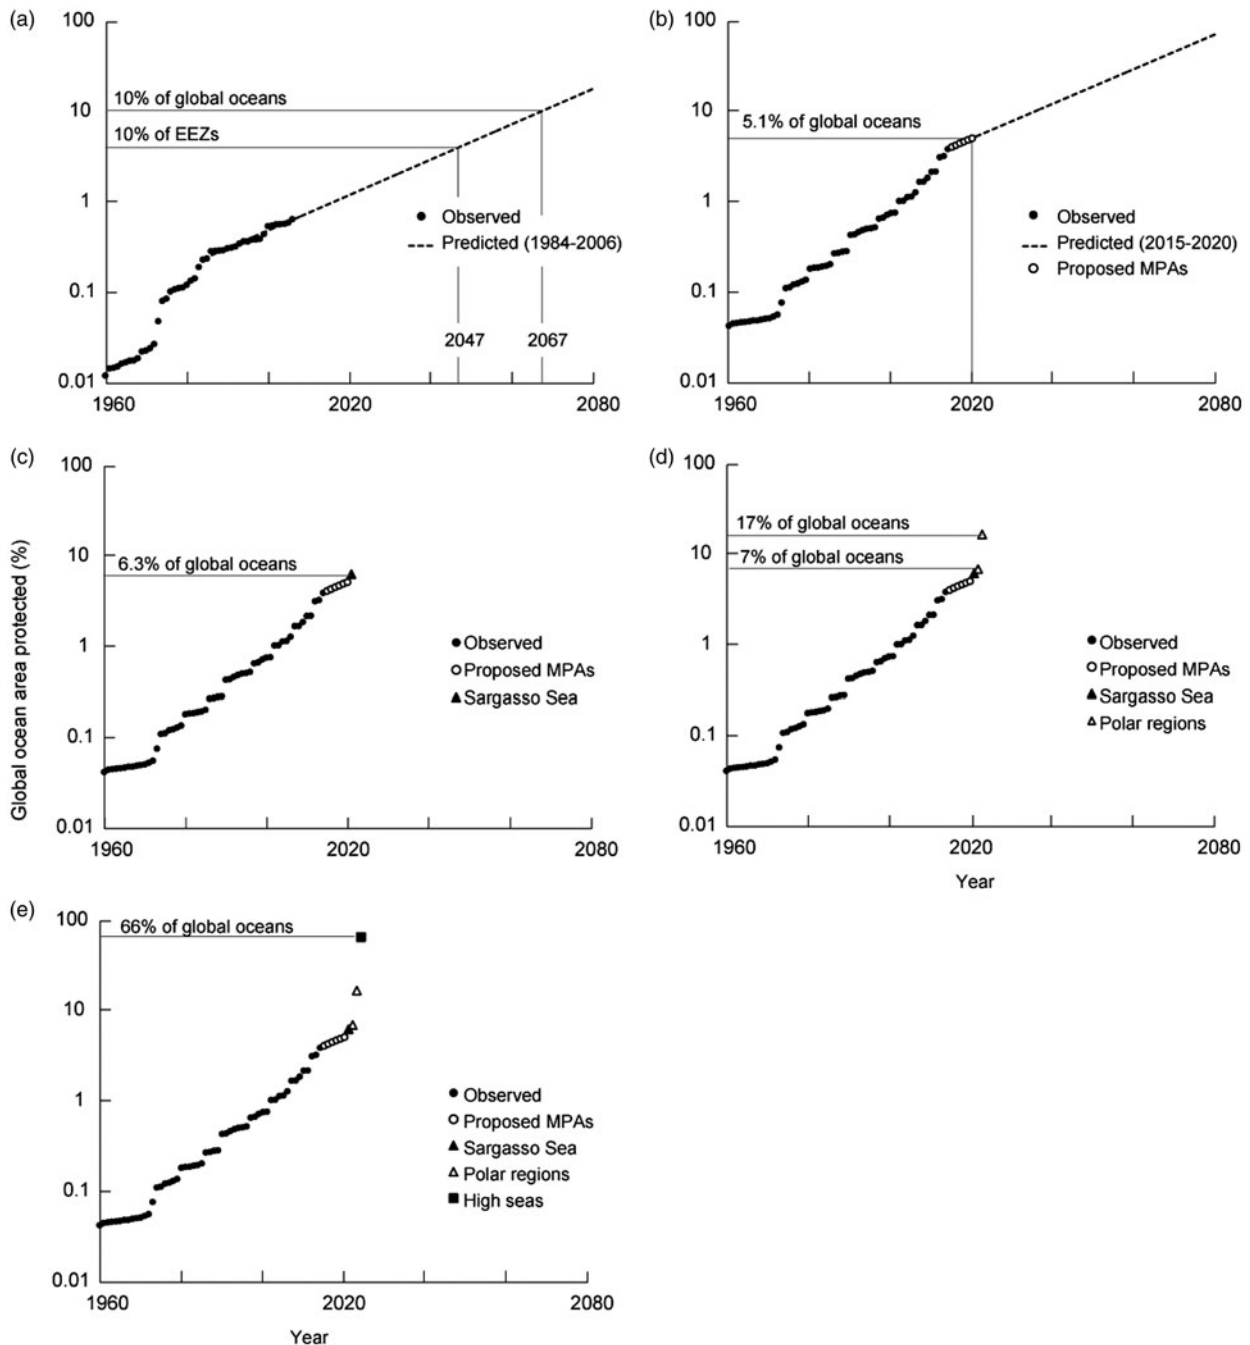 (a)
100
10
1
0.1
0.01
10% of global oceans
10% of EEZs
Observed
Predicted (1984-2006)
2047
2067
1960
2020
2080
(b)
100
10
1
0.1
0.01
5.1% of global oceans
Observed
Predicted (2015-2020)
Proposed MPAs
1960
2020
2080
(c)
100
10
1
0.1
0.01
6.3% of global oceans
Observed
Proposed MPAs
Sargasso Sea
1960
2020
2080
Global ocean area protected (%)
(d)
100
10
1
0.1
0.01
17% of global oceans
7% of global oceans
Observed
Proposed MPAs
Sargasso Sea
Polar regions
1960
2020
2080
Year
(e)
100
10
1
0.1
0.01
66% of global oceans
Observed
Proposed MPAs
Sargasso Sea
Polar regions
High seas
1960
2020
2080
Year